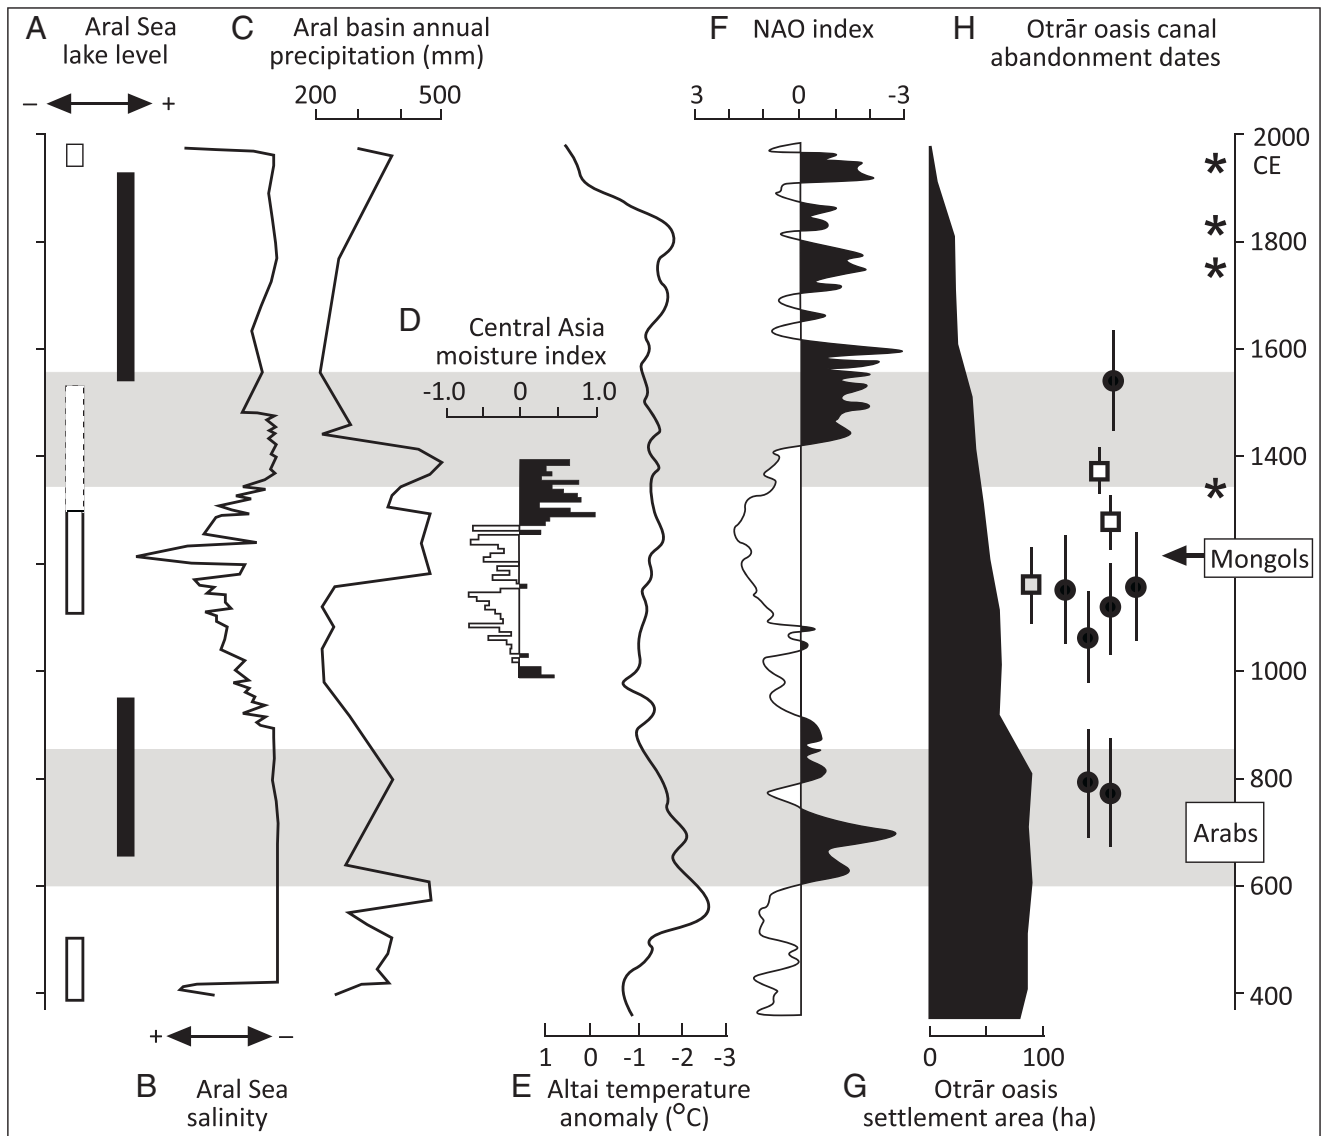 A Aral Sea
lake level
– +
C Aral basin annual
precipitation (mm)
200 500
F NAO index
3 0 -3
H Otrār oasis canal
abandonment dates
2000
CE
*
*
1800
*
D Central Asia
moisture index
-1.0 0 1.0
1600
1400
*
Mongols
1000
800
Arabs
600
400
+ –
B Aral Sea
salinity
1 0 -1 -2 -3
E Altai temperature
anomaly (°C)
0 100
G Otrār oasis
settlement area (ha)